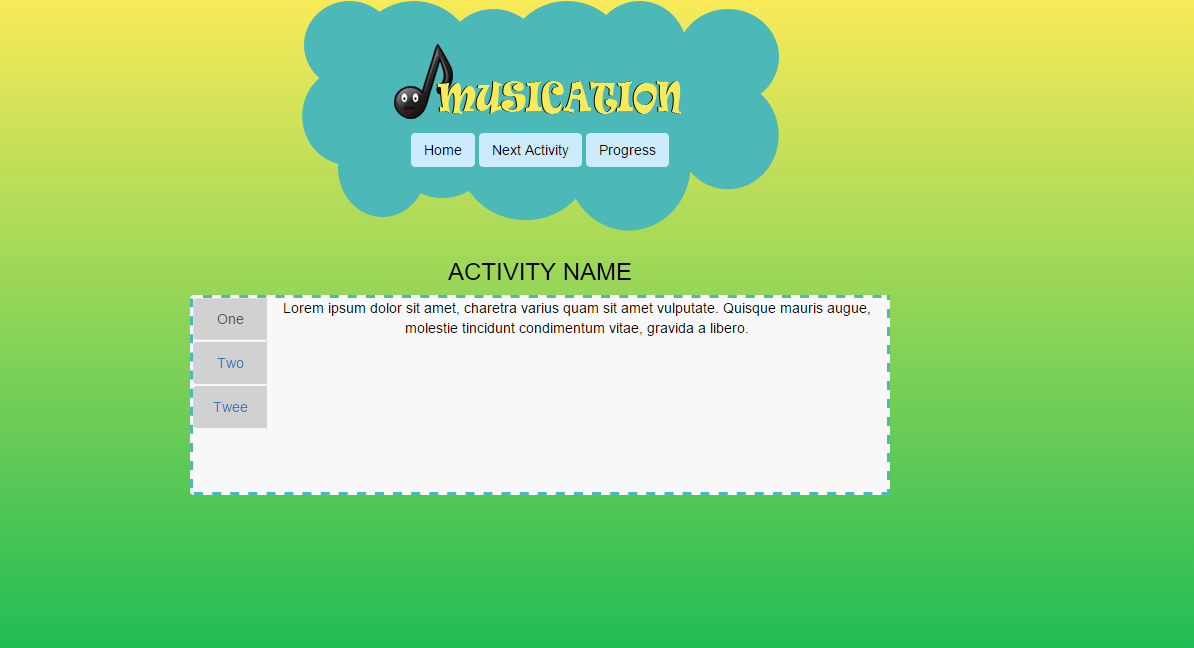 musication
Home Next Activity Progress
ACTIVITY NAME
One
Two
Twee
Lorem ipsum dolor sit amet, charetra varius quam sit amet vulputate. Quisque mauris augue,
molestie tincidunt condimentum vitae, gravida a libero.